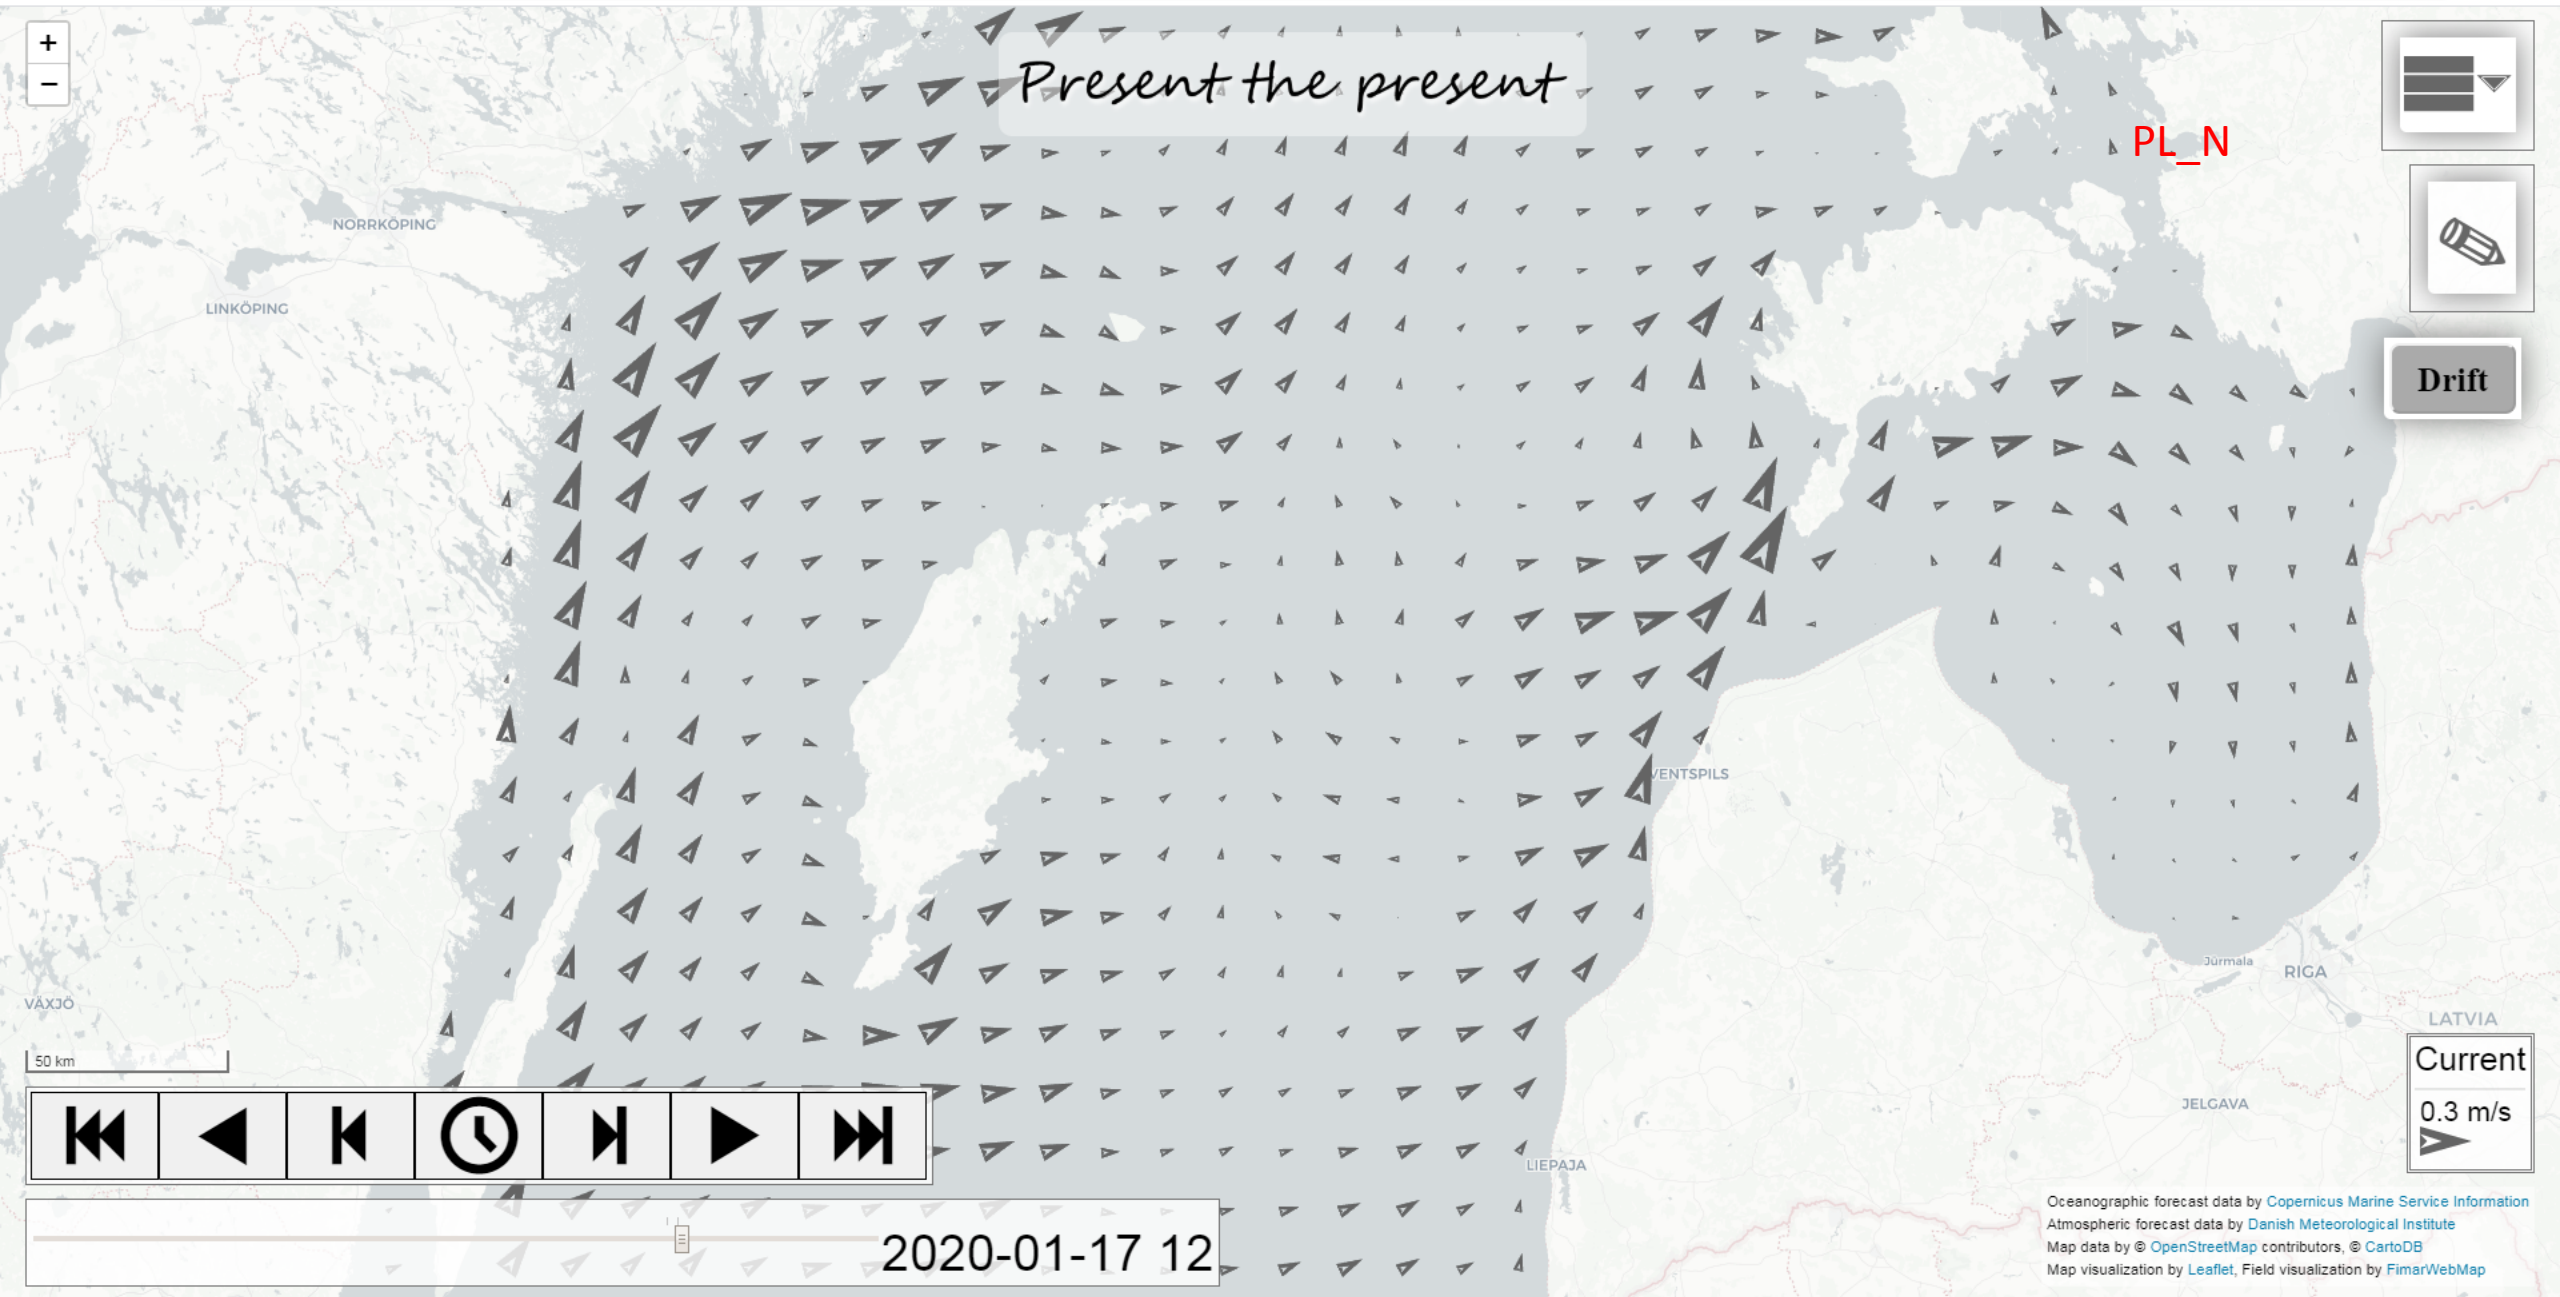 +
−
Present the present
PL_N
NORRKÖPING
LINKÖPING
Drift
VENTSPILS
Jūrmala
RIGA
VÄXJÖ
LATVIA
50 km
Current
0.3 m/s
JELGAVA
LIEPAJA
2020-01-17 12
Oceanographic forecast data by Copernicus Marine Service Information
Atmospheric forecast data by Danish Meteorological Institute
Map data by © OpenStreetMap contributors, © CartoDB
Map visualization by Leaflet, Field visualization by FimarWebMap